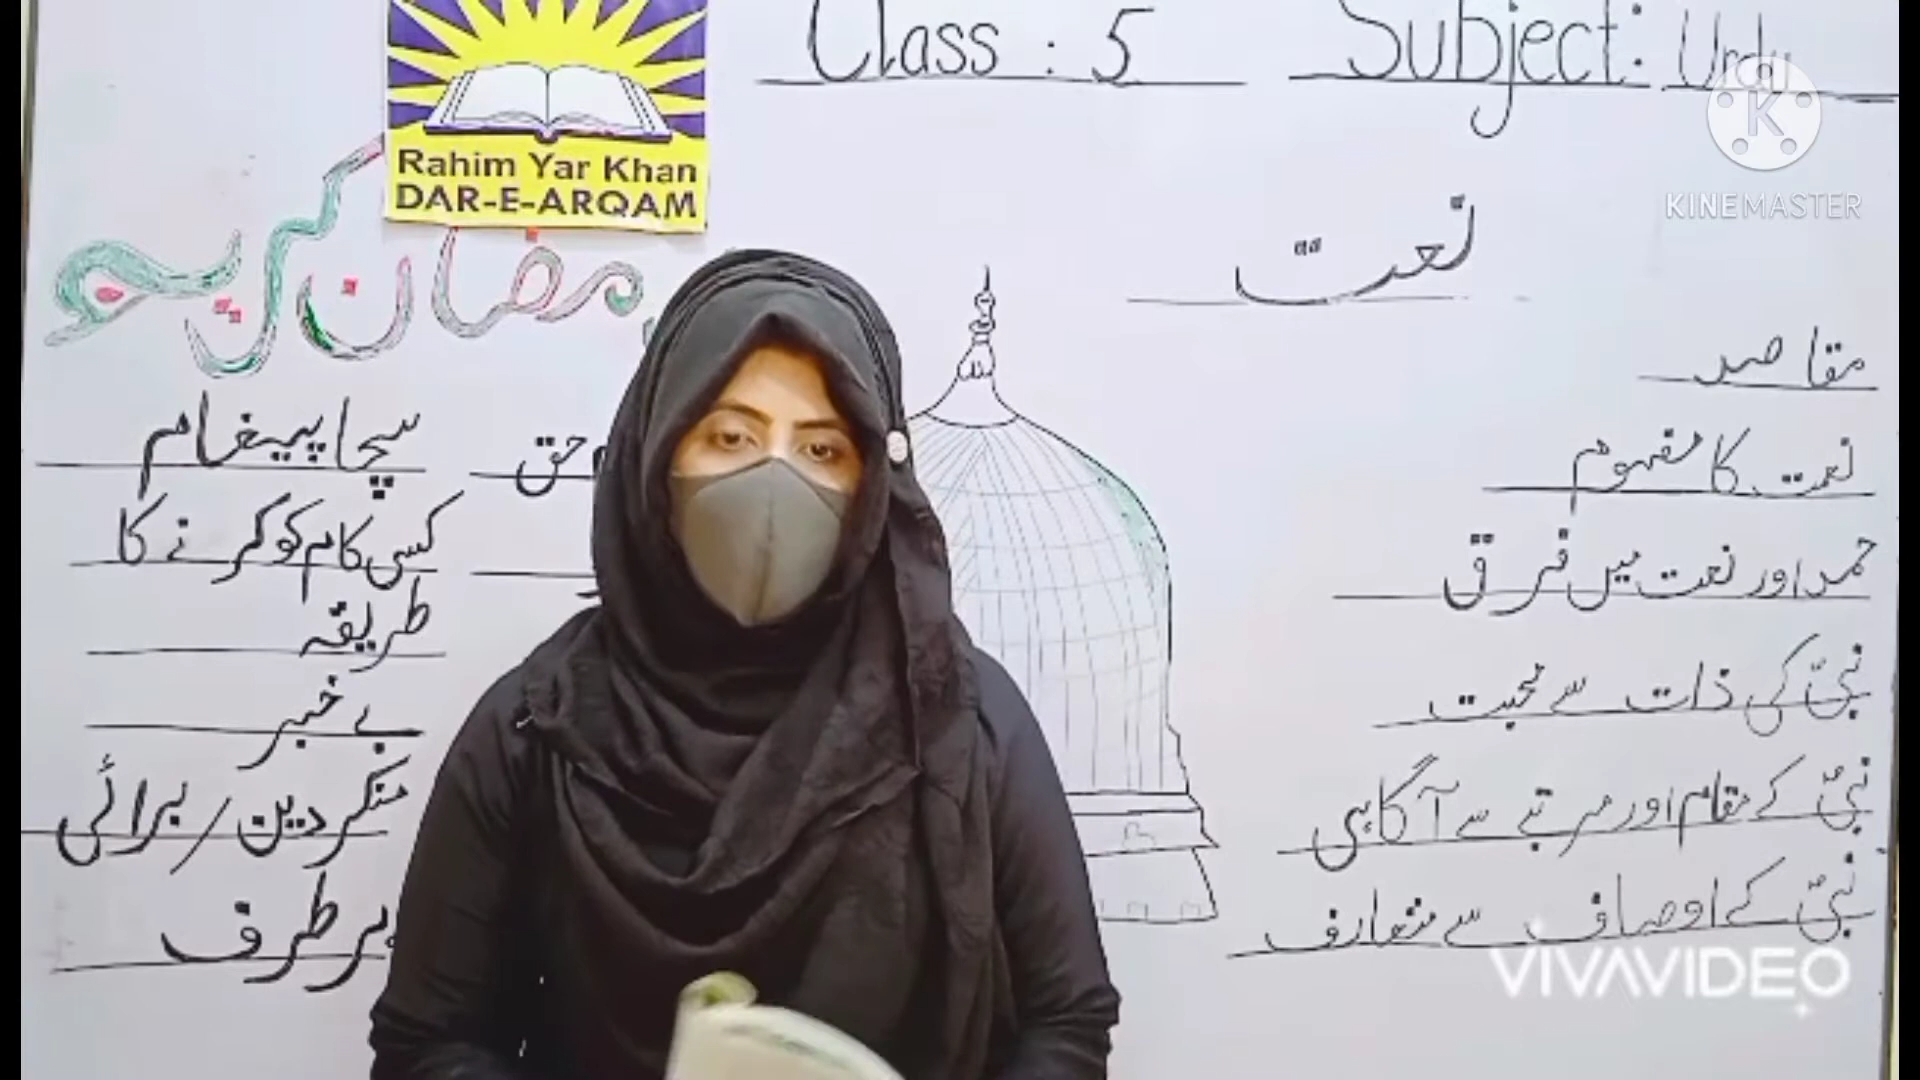 Class : 5
Subject: Urdu
KINEMASTER
Rahim Yar Khan
DAR-E-ARQAM
نعت
مقاصد
نعت کا مفہوم
حمد اور نعت میں فرق
نبیؐ کی ذات سے محبت
نبیؐ کے مقام اور مرتبے سے آگاہی
نبیؐ کے اوصاف سے متعارف
حق
سچا پیغام
کسی کام کو کرنے کا
طریقہ
بے خبر
منکر دین / برائی
ہر طرف
VIVAVIDEO